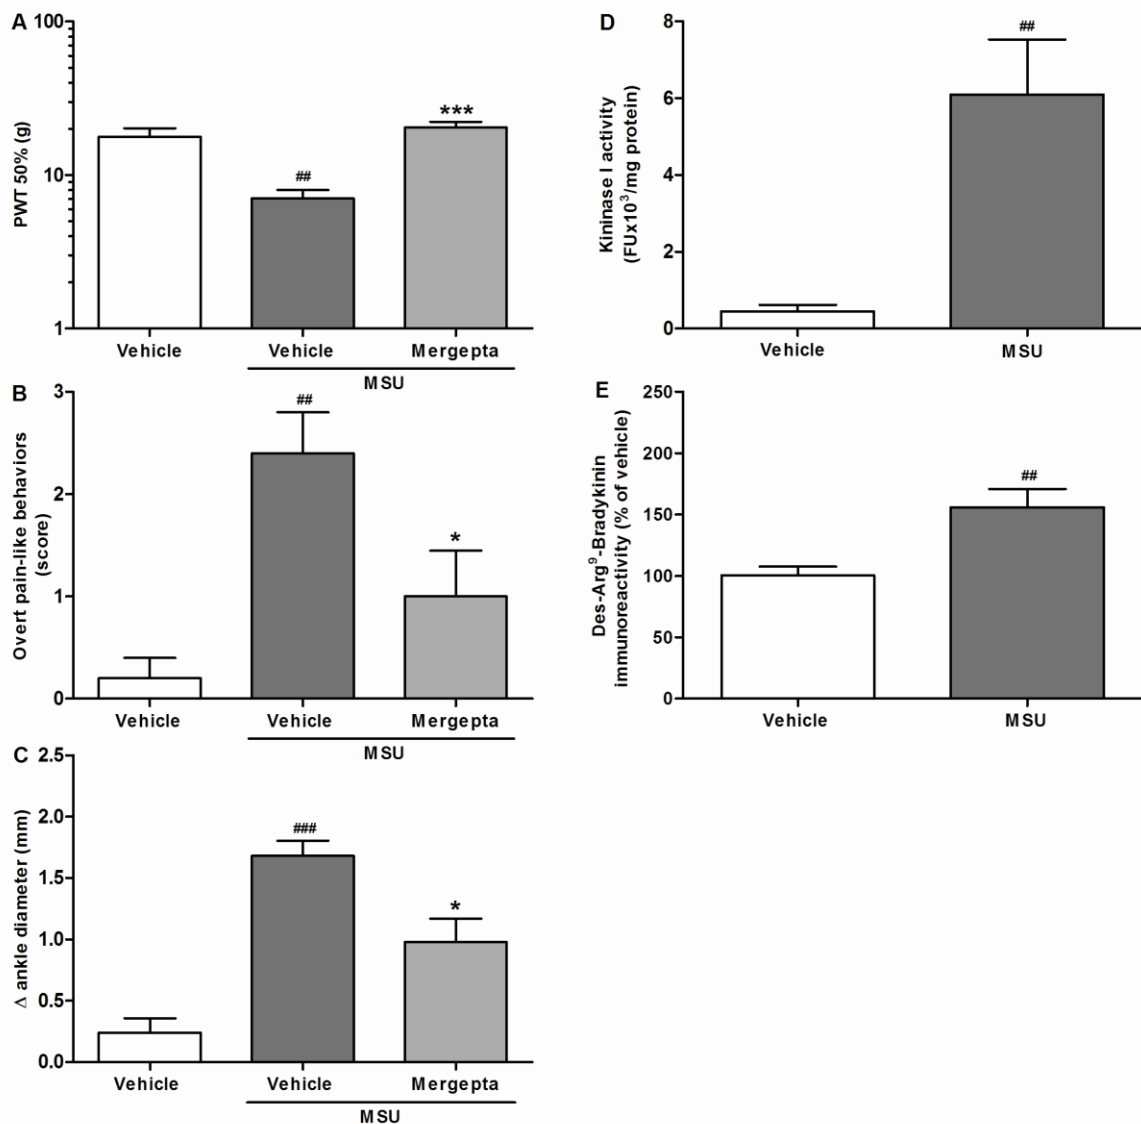 A
100
10
1
PWT 50% (g)
##
***
Vehicle
Vehicle
Mergepta
MSU
B
3
2
1
0
Overt pain-like behaviors
(score)
##
*
Vehicle
Vehicle
Mergepta
MSU
C
2.5
2.0
1.5
1.0
0.5
0.0
Δ ankle diameter (mm)
###
*
Vehicle
Vehicle
Mergepta
MSU
D
8
6
4
2
0
Kininase I activity
(FUx10³/mg protein)
##
Vehicle
MSU
E
250
200
150
100
50
0
Des-Arg⁹-Bradykinin
immunoreactivity (% of vehicle)
##
Vehicle
MSU